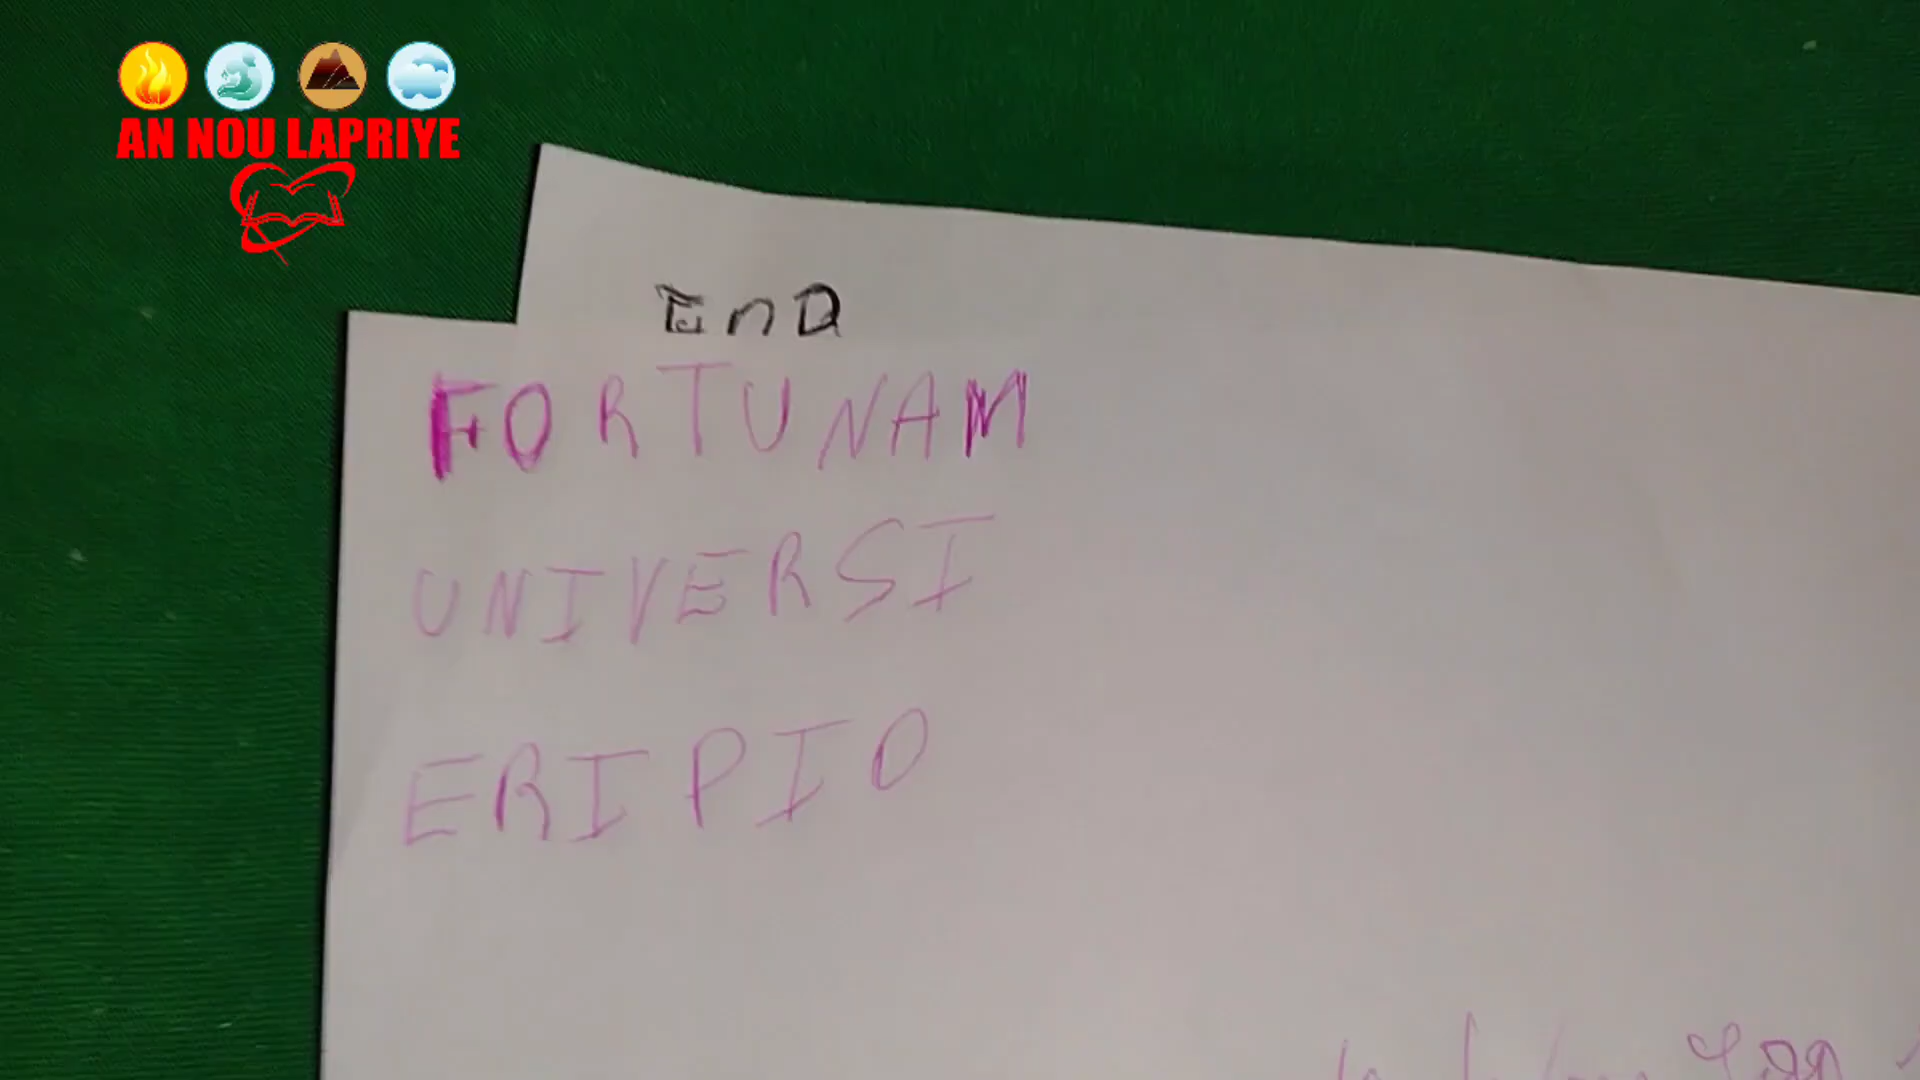 AN NOU LAPRIYE
EnD
FORTUNAM
UNIVERSI
ERIPIO